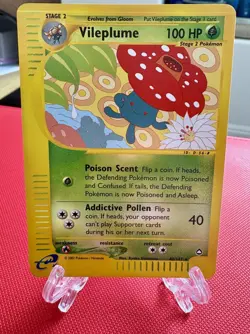 STAGE 2
Evolves from Gloom
Put Vileplume on the Stage 1 card
Vileplume 100 HP
Stage 2 Pokémon
Poison Scent Flip a coin. If heads,
the Defending Pokémon is now Poisoned
and Confused. If tails, the Defending
Pokémon is now Poisoned and Asleep.
Addictive Pollen Flip a
coin. If heads, your opponent
can't play Supporter cards
during his or her next turn.
40
weakness
resistance
retreat cost
e